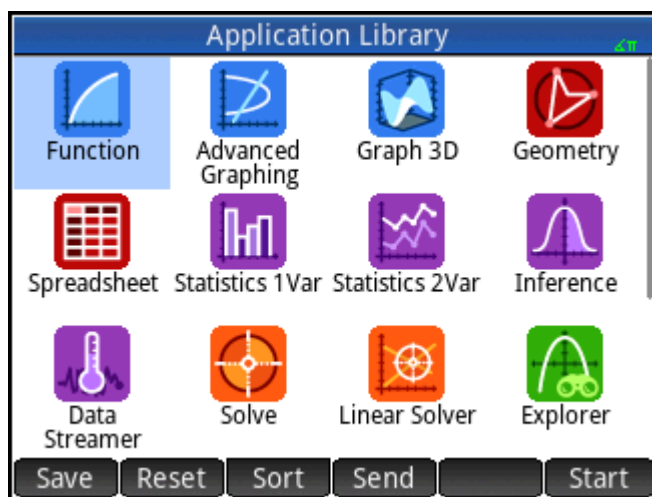 Application Library
∡π
Function
Advanced
Graphing
Graph 3D
Geometry
Spreadsheet
Statistics 1Var
Statistics 2Var
Inference
Data
Streamer
Solve
Linear Solver
Explorer
Save
Reset
Sort
Send
Start